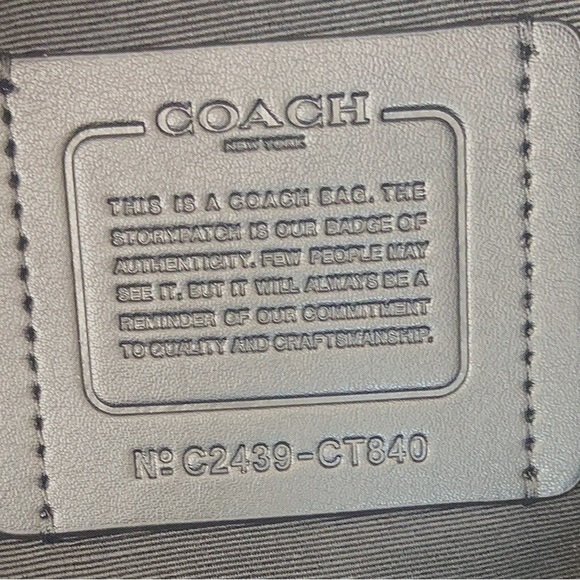 COACH
NEW YORK
THIS IS A COACH BAG. THE
STORYPATCH IS OUR BADGE OF
AUTHENTICITY. FEW PEOPLE MAY
SEE IT, BUT IT WILL ALWAYS BE A
REMINDER OF OUR COMMITMENT
TO QUALITY AND CRAFTSMANSHIP.
Nº C2439-CT840